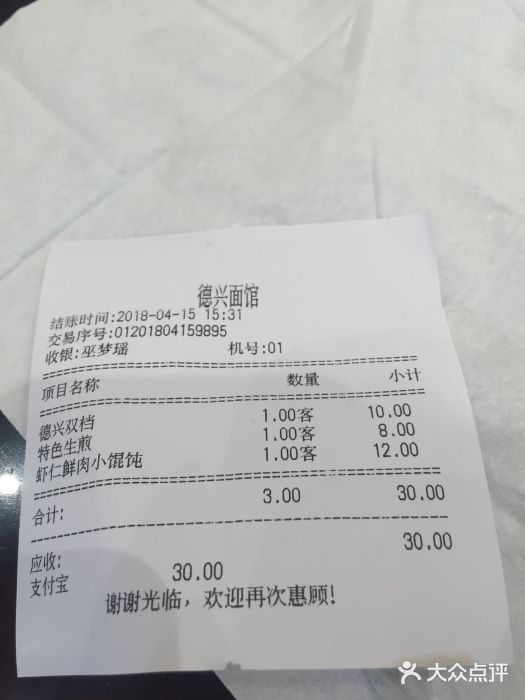 德兴面馆
结账时间:2018-04-15 15:31
交易序号:01201804159895
收银:巫梦瑶 机号:01
项目名称 数量 小计
德兴双档 1.00客 10.00
特色生煎 1.00客 8.00
虾仁鲜肉小馄饨 1.00客 12.00
合计: 3.00 30.00
应收: 30.00
支付宝 30.00
谢谢光临，欢迎再次惠顾!
大众点评